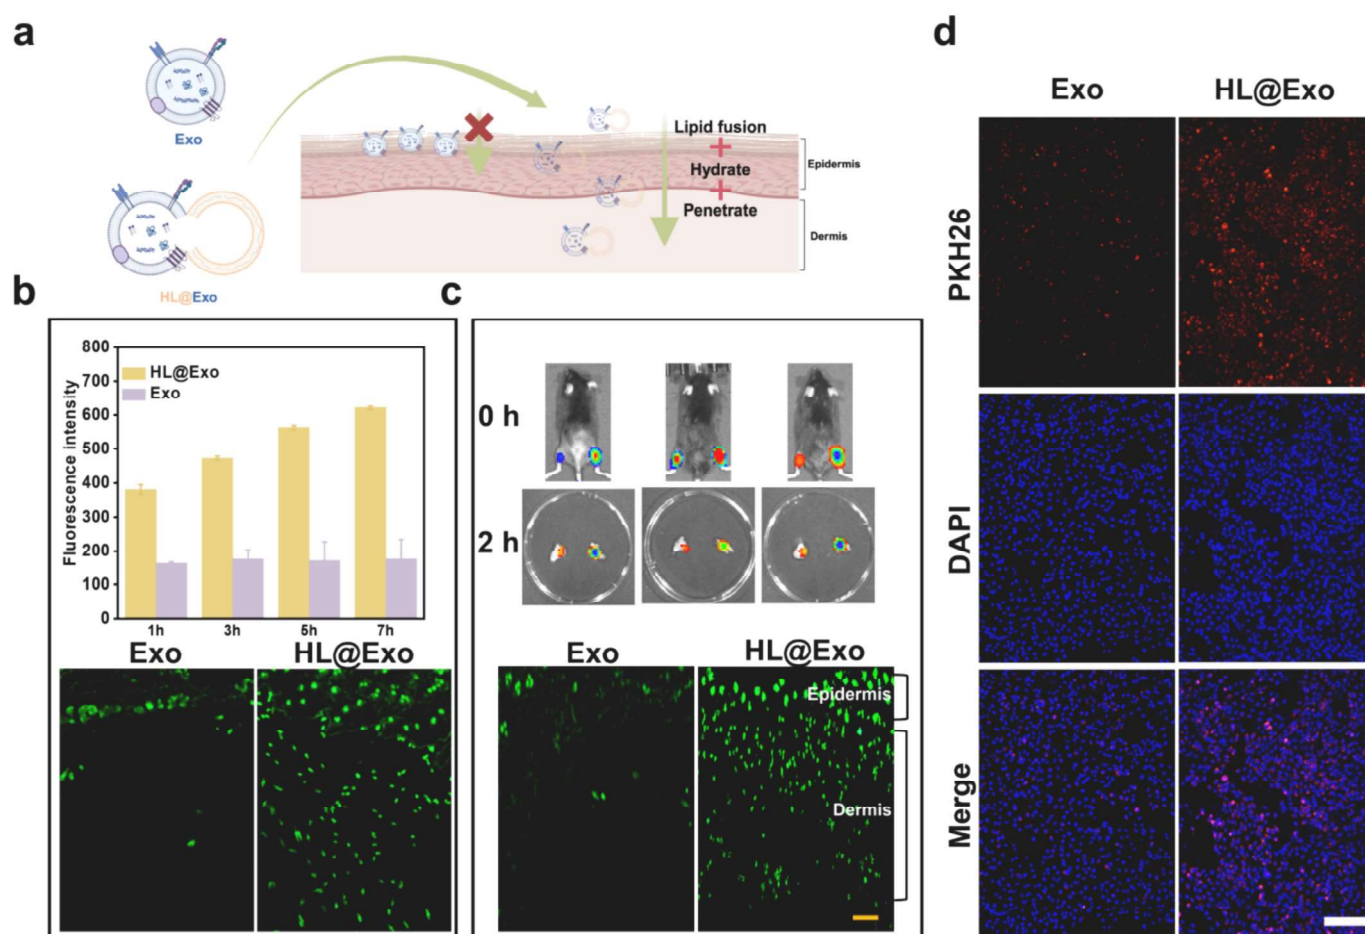 a
Exo
HL@Exo
Lipid fusion
+
Hydrate
+
Penetrate
Epidermis
Dermis
b
Fluorescence intensity
800
700
600
500
400
300
200
100
0
HL@Exo
Exo
1h
3h
5h
7h
Exo
HL@Exo
c
0 h
2 h
Exo
HL@Exo
Epidermis
Dermis
d
Exo
HL@Exo
PKH26
DAPI
Merge